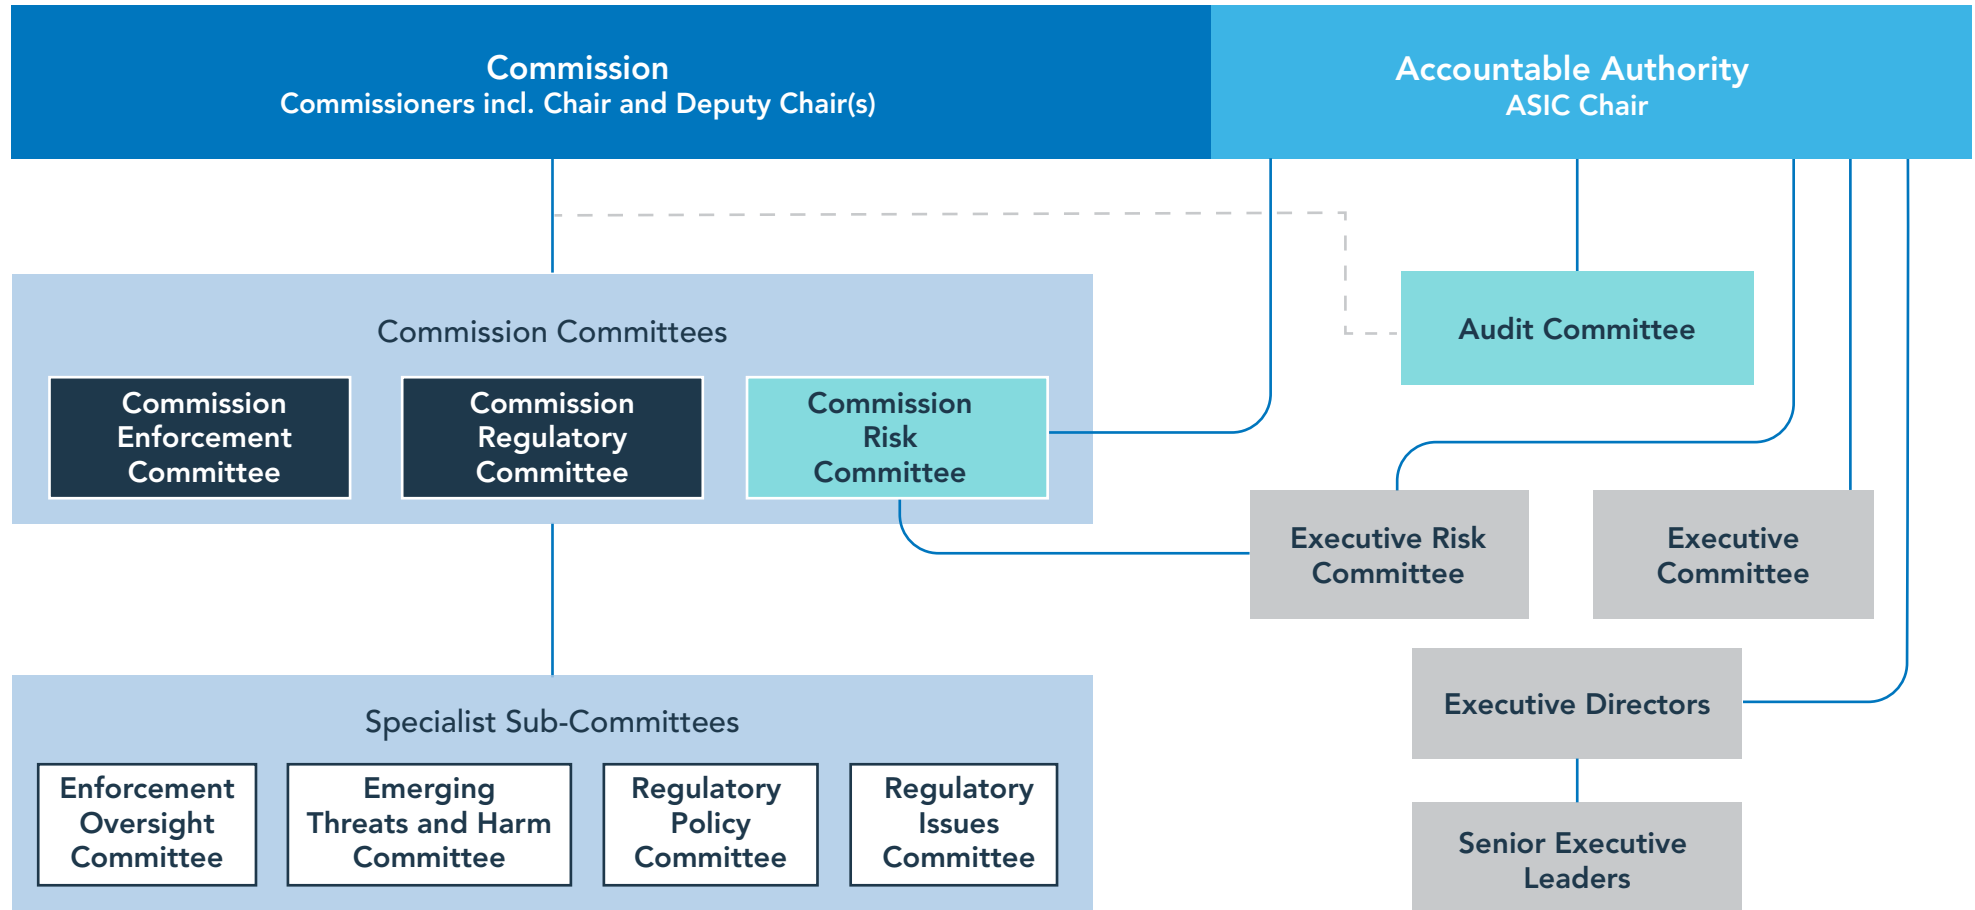 Commission
Commissioners incl. Chair and Deputy Chair(s)
Accountable Authority
ASIC Chair
Commission Committees
Commission
Enforcement
Committee
Commission
Regulatory
Committee
Commission
Risk
Committee
Audit Committee
Executive Risk
Committee
Executive
Committee
Executive Directors
Senior Executive
Leaders
Specialist Sub-Committees
Enforcement
Oversight
Committee
Emerging
Threats and Harm
Committee
Regulatory
Policy
Committee
Regulatory
Issues
Committee